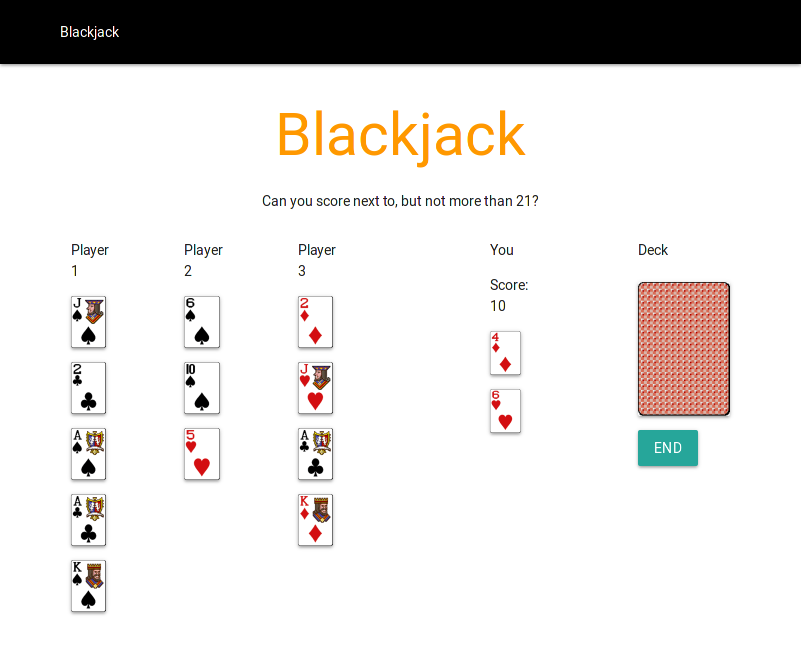 Blackjack
Blackjack
Can you score next to, but not more than 21?
Player
1
J
2
A
A
K
Player
2
6
10
5
Player
3
2
J
A
K
You
Score:
10
4
6
Deck
END